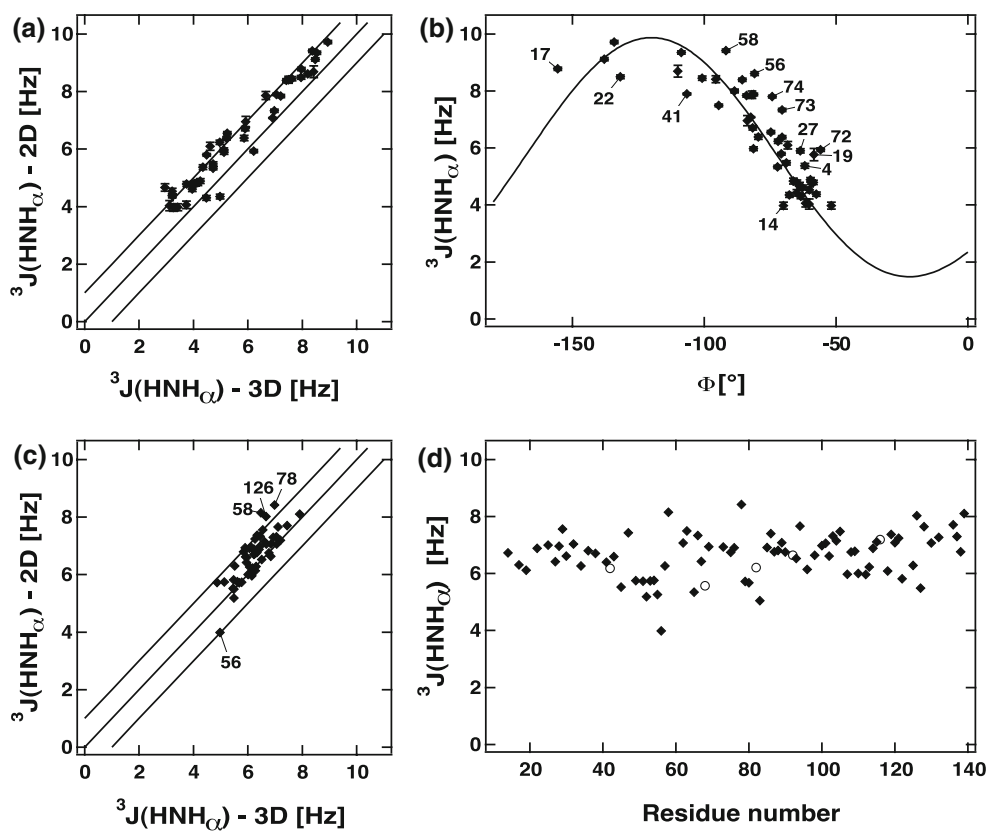 (a)
³J(HNHα) - 2D [Hz]
10
8
6
4
2
0
0 2 4 6 8 10
³J(HNHα) - 3D [Hz]
(b)
³J(HNHα) [Hz]
10
8
6
4
2
0
17
22
41
58
56
74
73
27
72
19
4
14
-150 -100 -50 0
Φ[°]
(c)
³J(HNHα) - 2D [Hz]
10
8
6
4
2
0
78
126
58
56
0 2 4 6 8 10
³J(HNHα) - 3D [Hz]
(d)
³J(HNHα) [Hz]
10
8
6
4
2
0
20 40 60 80 100 120 140
Residue number